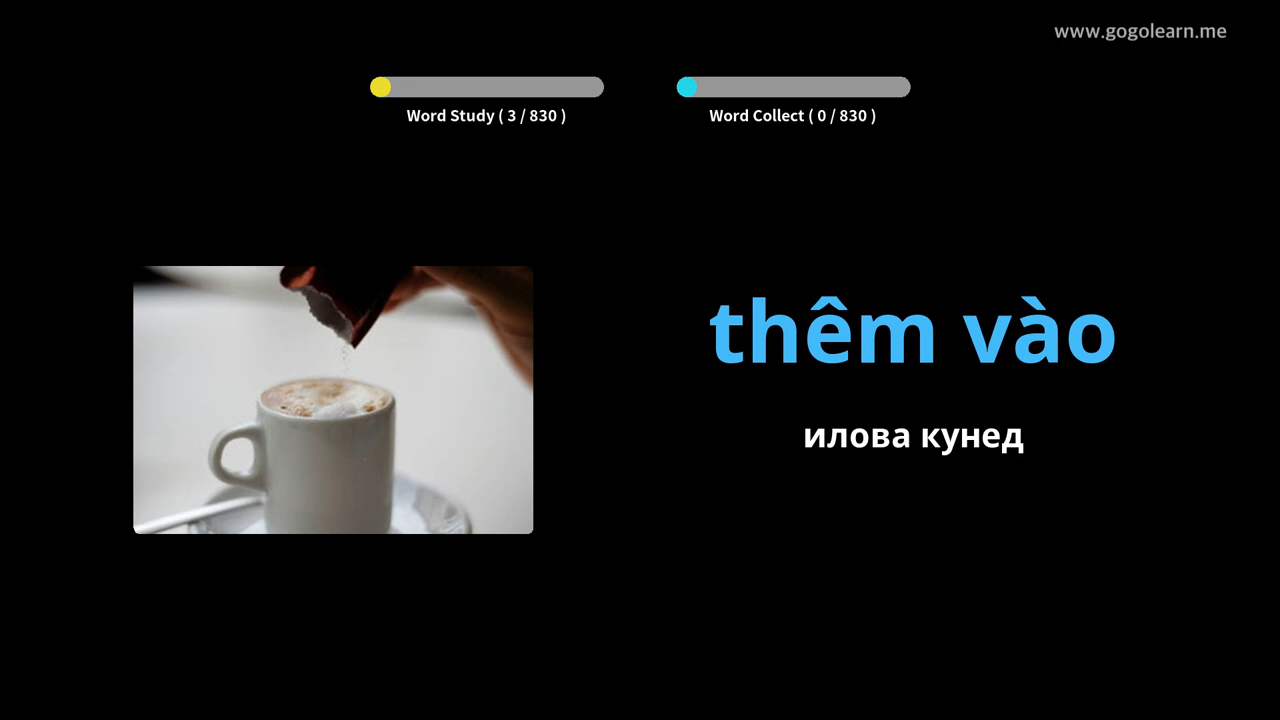 www.gogolearn.me
Word Study ( 3 / 830 )
Word Collect ( 0 / 830 )
thêm vào
илова кунед